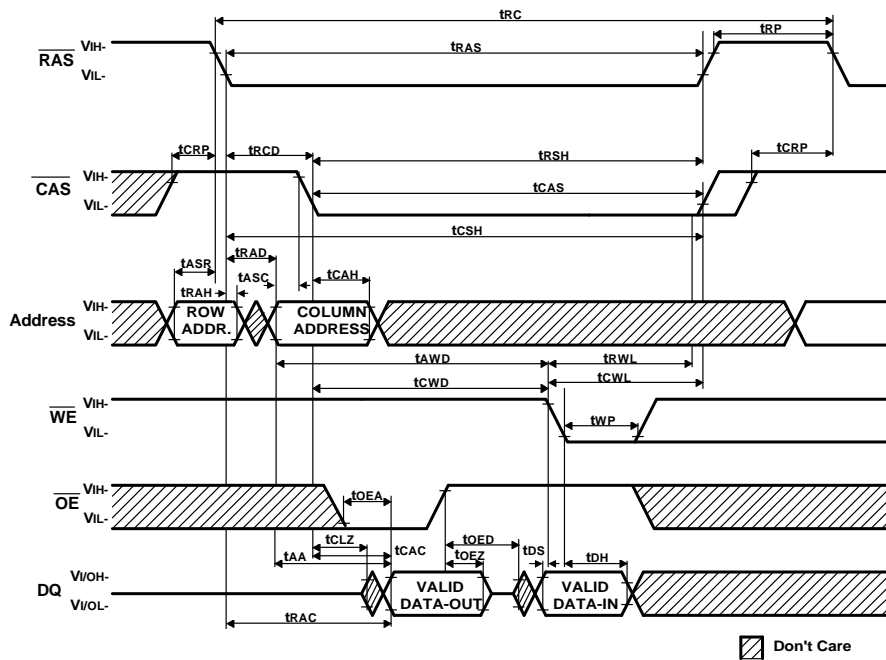 tRC
tRP
VIH-
RAS
tRAS
VIL-
tCRP
tRCD
tRSH
tCRP
VIH-
CAS
tCAS
VIL-
tCSH
tASR
tRAD
tRAH
tASC
tCAH
VIH-
Address
ROW
ADDR.
COLUMN
ADDRESS
VIL-
tAWD
tRWL
tCWD
tCWL
VIH-
WE
tWP
VIL-
VIH-
OE
tOEA
VIL-
tCLZ
tCAC
tOED
tAA
tOEZ
tDS
tDH
VI/OH-
DQ
VALID
DATA-OUT
VALID
DATA-IN
VI/OL-
tRAC
Don't Care